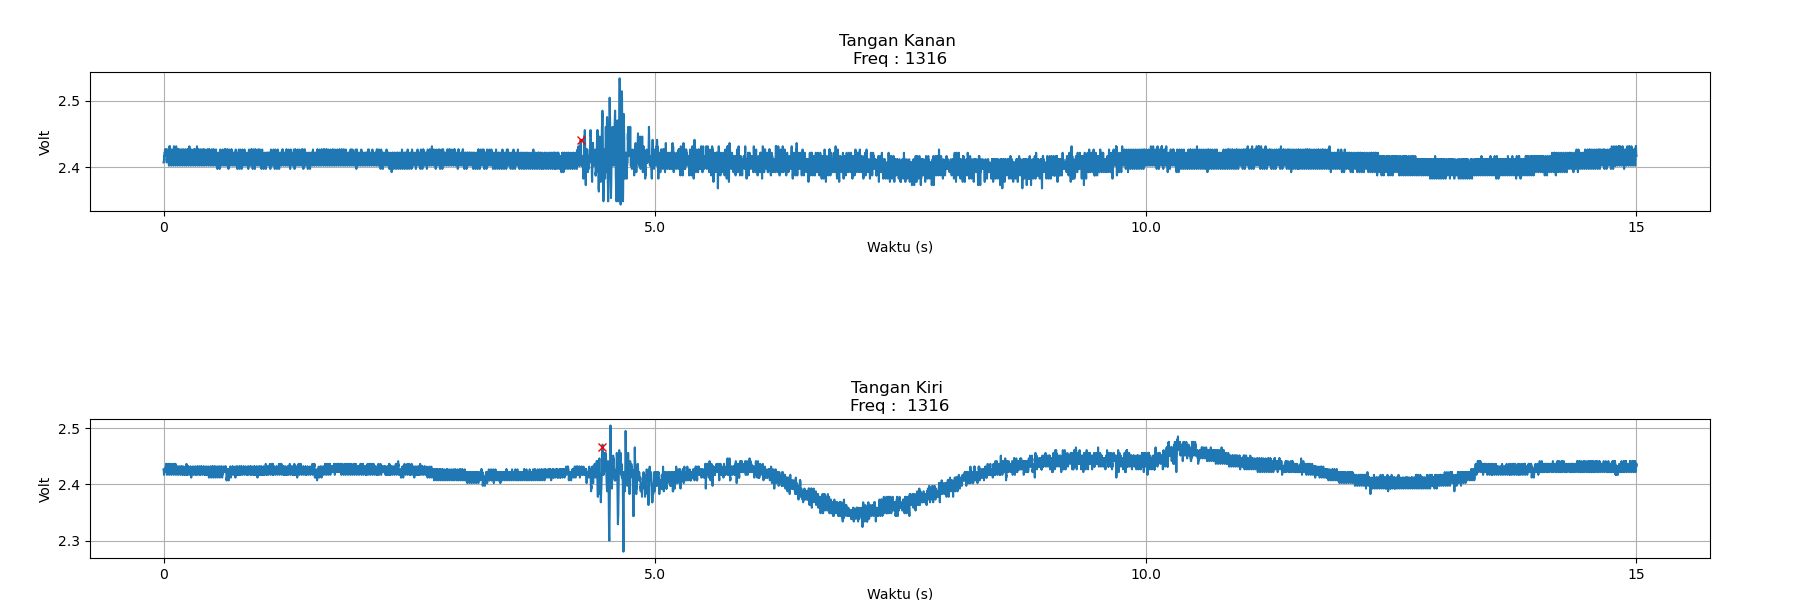 Tangan Kanan
Freq : 1316
2.5
2.4
Volt
0 5.0 10.0 15
Waktu (s)
Tangan Kiri
Freq :  1316
2.5
2.4
2.3
Volt
0 5.0 10.0 15
Waktu (s)